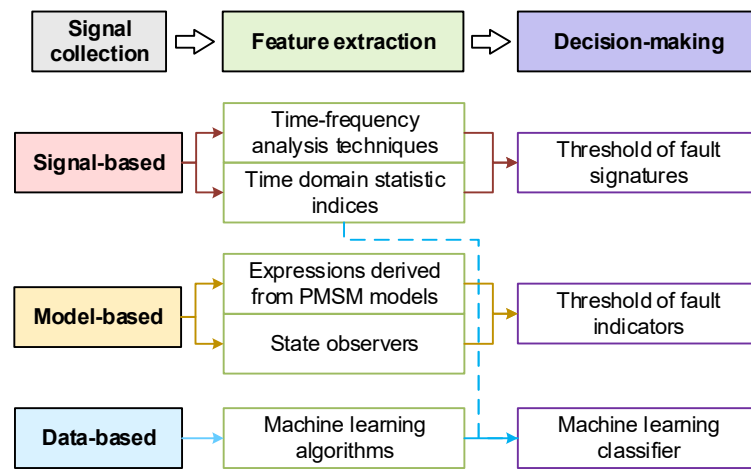 Signal
collection
Feature extraction
Decision-making
Signal-based
Time-frequency
analysis techniques
Time domain statistic
indices
Threshold of fault
signatures
Model-based
Expressions derived
from PMSM models
State observers
Threshold of fault
indicators
Data-based
Machine learning
algorithms
Machine learning
classifier